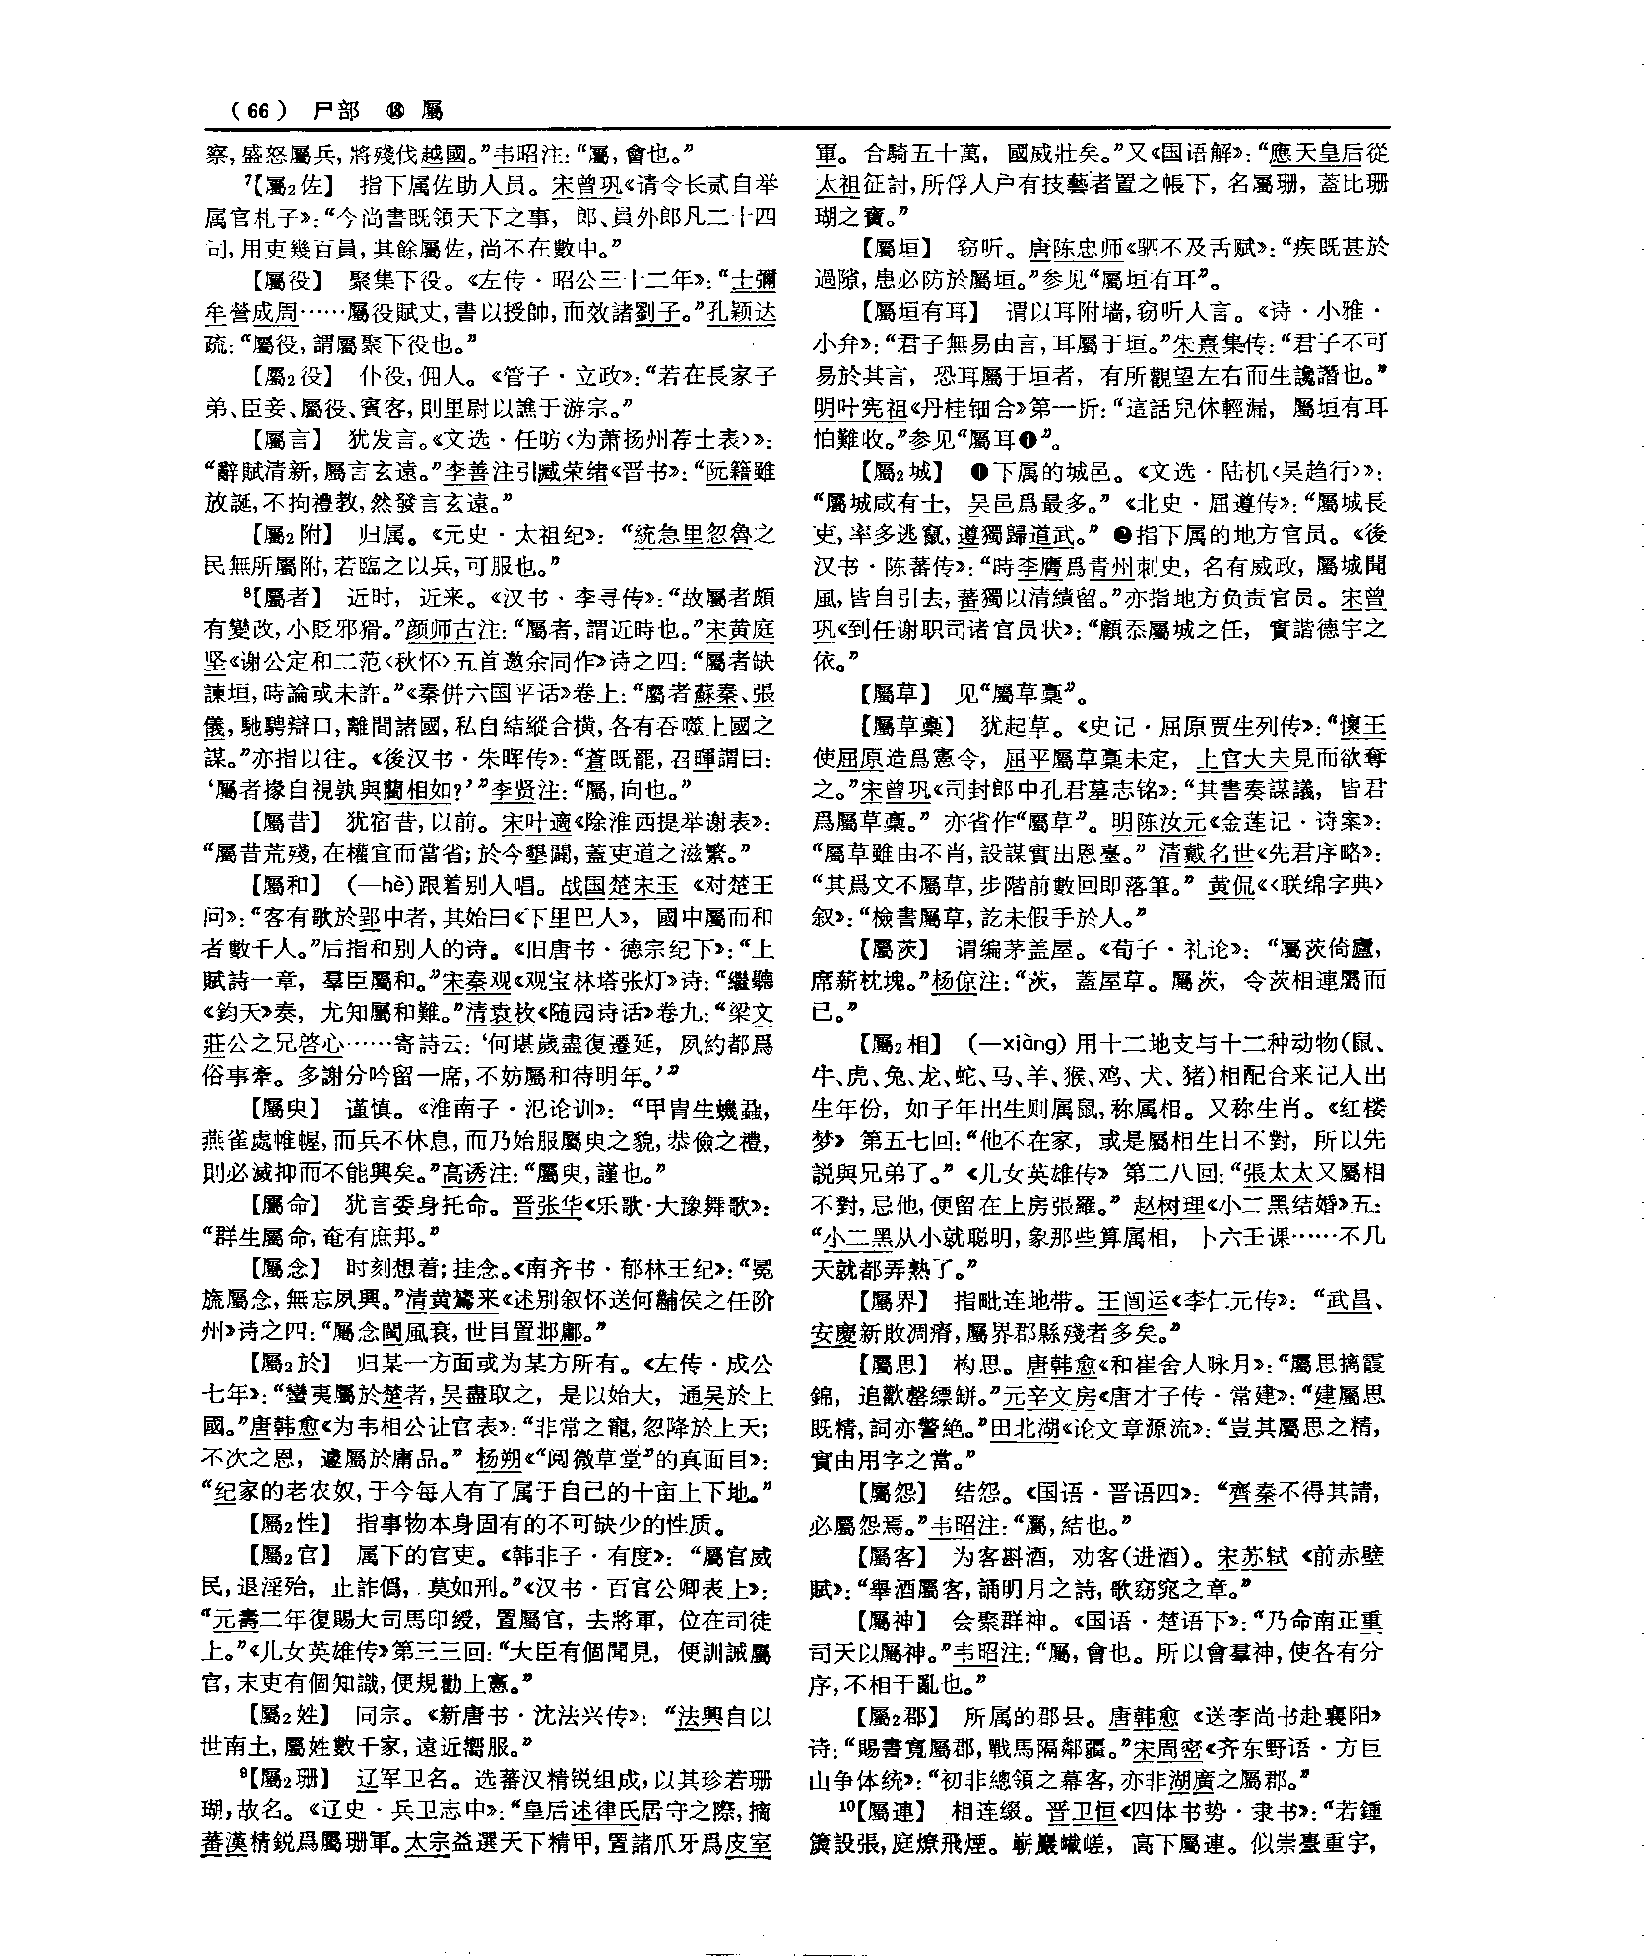 (66) 尸部 ⑱ 屬
察,盛怒屬兵,將殘伐越國。”韦昭注:“屬,會也。”
⁷【屬₂佐】 指下属佐助人员。宋曾巩《请令长贰自举
属官札子》:“今尚書既領天下之事,郎、員外郎凡二十四
司,用吏幾百員,其餘屬佐,尚不在數中。”
【屬役】 聚集下役。《左传·昭公三十二年》:“士彌
牟營成周……屬役賦丈,書以授帥,而效諸劉子。”孔颖达
疏:“屬役,謂屬聚下役也。”
【屬₂役】 仆役,佣人。《管子·立政》:“若在長家子
弟、臣妾、屬役、賓客,則里尉以譙于游宗。”
【屬言】 犹发言。《文选·任昉〈为萧扬州荐士表〉》:
“辭賦清新,屬言玄遠。”李善注引臧荣绪《晋书》:“阮籍雖
放誕,不拘禮教,然發言玄遠。”
【屬₂附】 归属。《元史·太祖纪》:“統急里忽魯之
民無所屬附,若臨之以兵,可服也。”
⁸【屬者】 近时,近来。《汉书·李寻传》:“故屬者頗
有變改,小貶邪猾。”颜师古注:“屬者,謂近時也。”宋黄庭
坚《谢公定和二范〈秋怀〉五首邀余同作》诗之四:“屬者缺
諫垣,時論或未許。”《秦併六国平话》卷上:“屬者蘇秦、張
儀,馳騁辯口,離間諸國,私自結縱合横,各有吞噬上國之
謀。”亦指以往。《後汉书·朱晖传》:“蒼既罷,召暉謂曰:
‘屬者掾自視孰與藺相如?’”李贤注:“屬,向也。”
【屬昔】 犹宿昔,以前。宋叶適《除淮西提举谢表》:
“屬昔荒殘,在權宜而當省;於今墾闢,蓋吏道之滋繁。”
【屬和】 (—hè)跟着别人唱。战国楚宋玉《对楚王
问》:“客有歌於郢中者,其始曰《下里巴人》,國中屬而和
者數千人。”后指和别人的诗。《旧唐书·德宗纪下》:“上
賦詩一章,羣臣屬和。”宋秦观《观宝林塔张灯》诗:“繼聽
《鈞天》奏,尤知屬和難。”清袁枚《随园诗话》卷九:“梁文
莊公之兄啓心……寄詩云:‘何堪歲盡復遷延,夙約都爲
俗事牽。多謝分吟留一席,不妨屬和待明年。’”
【屬臾】 谨慎。《淮南子·氾论训》:“甲胄生蟣蝨,
燕雀處帷幄,而兵不休息,而乃始服屬臾之貌,恭儉之禮,
則必滅抑而不能興矣。”高诱注:“屬臾,謹也。”
【屬命】 犹言委身托命。晋张华《乐歌·大豫舞歌》:
“群生屬命,奄有庶邦。”
【屬念】 时刻想着;挂念。《南齐书·郁林王纪》:“冕
旒屬念,無忘夙興。”清黄鷟来《述别叙怀送何黼侯之任阶
州》诗之四:“屬念閩風衰,世目置邶鄘。”
【屬₂於】 归某一方面或为某方所有。《左传·成公
七年》:“蠻夷屬於楚者,吴盡取之,是以始大,通吴於上
國。”唐韩愈《为韦相公让官表》:“非常之寵,忽降於上天;
不次之恩,遽屬於庸品。”杨朔《“阅微草堂”的真面目》:
“纪家的老农奴,于今每人有了属于自己的十亩上下地。”
【屬₂性】 指事物本身固有的不可缺少的性质。
【屬₂官】 属下的官吏。《韩非子·有度》:“屬官威
民,退淫殆,止詐僞,莫如刑。”《汉书·百官公卿表上》:
“元壽二年復賜大司馬印綬,置屬官,去將軍,位在司徒
上。”《儿女英雄传》第三三回:“大臣有個聞見,便訓誡屬
官,末吏有個知識,便規勸上憲。”
【屬₂姓】 同宗。《新唐书·沈法兴传》:“法興自以
世南土,屬姓數千家,遠近嚮服。”
⁹【屬₂珊】 辽军卫名。选蕃汉精锐组成,以其珍若珊
瑚,故名。《辽史·兵卫志中》:“皇后述律氏居守之際,摘
蕃漢精鋭爲屬珊軍。太宗益選天下精甲,置諸爪牙爲皮室
軍。合騎五十萬,國威壯矣。”又《国语解》:“應天皇后從
太祖征討,所俘人户有技藝者置之帳下,名屬珊,蓋比珊
瑚之寶。”
【屬垣】 窃听。唐陈忠师《驷不及舌赋》:“疾既甚於
過隙,患必防於屬垣。”参见“屬垣有耳”。
【屬垣有耳】 谓以耳附墙,窃听人言。《诗·小雅·
小弁》:“君子無易由言,耳屬于垣。”朱熹集传:“君子不可
易於其言,恐耳屬于垣者,有所觀望左右而生讒譖也。”
明叶宪祖《丹桂钿合》第一折:“這話兒休輕漏,屬垣有耳
怕難收。”参见“屬耳❶”。
【屬₂城】 ❶下属的城邑。《文选·陆机〈吴趋行〉》:
“屬城咸有士,吴邑爲最多。”《北史·屈遵传》:“屬城長
吏,率多逃竄,遵獨歸道武。”❷指下属的地方官员。《後
汉书·陈蕃传》:“時李膺爲青州刺史,名有威政,屬城聞
風,皆自引去,蕃獨以清績留。”亦指地方负责官员。宋曾
巩《到任谢职司诸官员状》:“顧忝屬城之任,實諧德宇之
依。”
【屬草】 见“屬草稾”。
【屬草稾】 犹起草。《史记·屈原贾生列传》:“懷王
使屈原造爲憲令,屈平屬草稾未定,上官大夫見而欲奪
之。”宋曾巩《司封郎中孔君墓志铭》:“其書奏謀議,皆君
爲屬草稾。”亦省作“屬草”。明陈汝元《金莲记·诗案》:
“屬草雖由不肖,設謀實出恩臺。”清戴名世《先君序略》:
“其爲文不屬草,步階前數回即落筆。”黄侃《〈联绵字典〉
叙》:“檢書屬草,訖未假手於人。”
【屬茨】 谓编茅盖屋。《荀子·礼论》:“屬茨倚廬,
席薪枕塊。”杨倞注:“茨,蓋屋草。屬茨,令茨相連屬而
已。”
【屬₂相】 (—xiàng)用十二地支与十二种动物(鼠、
牛、虎、兔、龙、蛇、马、羊、猴、鸡、犬、猪)相配合来记人出
生年份,如子年出生则属鼠,称属相。又称生肖。《红楼
梦》第五七回:“他不在家,或是屬相生日不對,所以先
説與兄弟了。”《儿女英雄传》第二八回:“張太太又屬相
不對,忌他,便留在上房張羅。”赵树理《小二黑结婚》五:
“小二黑从小就聪明,象那些算属相,卜六壬课……不几
天就都弄熟了。”
【屬界】 指毗连地带。王闿运《李仁元传》:“武昌、
安慶新敗凋瘠,屬界郡縣殘者多矣。”
【屬思】 构思。唐韩愈《和崔舍人咏月》:“屬思摛霞
錦,追歡罄縹缾。”元辛文房《唐才子传·常建》:“建屬思
既精,詞亦警絶。”田北湖《论文章源流》:“豈其屬思之精,
實由用字之當。”
【屬怨】 结怨。《国语·晋语四》:“齊秦不得其請,
必屬怨焉。”韦昭注:“屬,結也。”
【屬客】 为客斟酒,劝客(进酒)。宋苏轼《前赤壁
賦》:“舉酒屬客,誦明月之詩,歌窈窕之章。”
【屬神】 会聚群神。《国语·楚语下》:“乃命南正重
司天以屬神。”韦昭注:“屬,會也。所以會羣神,使各有分
序,不相干亂也。”
【屬₂郡】 所属的郡县。唐韩愈《送李尚书赴襄阳》
诗:“賜書寬屬郡,戰馬隔鄰疆。”宋周密《齐东野语·方巨
山争体统》:“初非總領之幕客,亦非湖廣之屬郡。”
¹⁰【屬連】 相连缀。晋卫恒《四体书势·隶书》:“若鍾
簴設張,庭燎飛煙。嶄巖嶻嵯,高下屬連。似崇臺重宇,